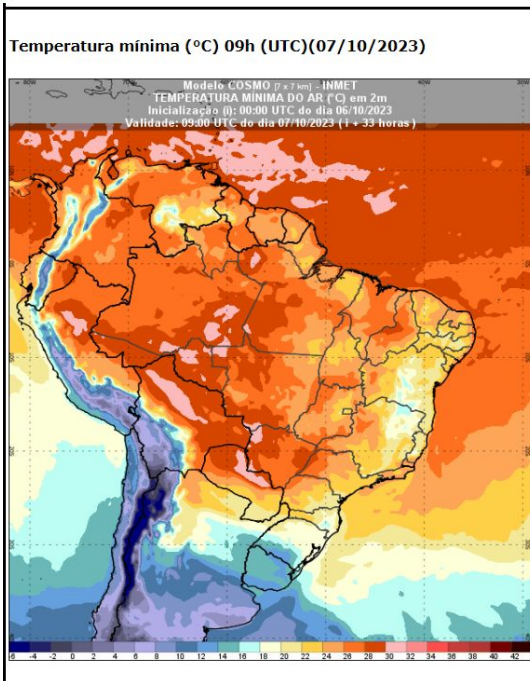 Temperatura mínima (°C) 09h (UTC)(07/10/2023)
Modelo COSMO [7 x 7 km] - INMET
TEMPERATURA MÍNIMA DO AR (°C) em 2m
Inicialização (i): 00:00 UTC do dia 06/10/2023
Validade: 09:00 UTC do dia 07/10/2023 ( i + 33 horas )
-6 -4 -2 0 2 4 6 8 10 12 14 16 18 20 22 24 26 28 30 32 34 36 38 40 42